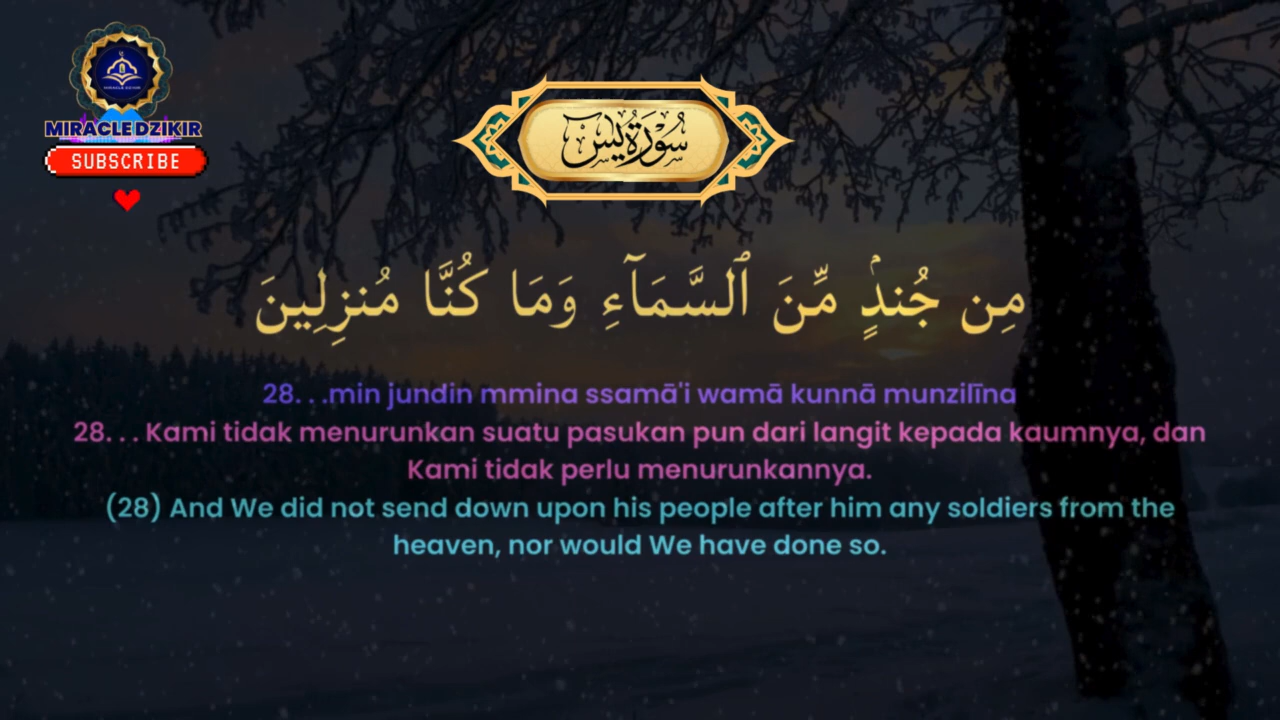 MIRACLE DZIKIR
SUBSCRIBE
سُورَةُ يس
مِن جُندٍۢ مِّنَ ٱلسَّمَآءِ وَمَا كُنَّا مُنزِلِينَ
28. . .min jundin mmina ssamā'i wamā kunnā munzilīna
28. . . Kami tidak menurunkan suatu pasukan pun dari langit kepada kaumnya, dan
Kami tidak perlu menurunkannya.
(28) And We did not send down upon his people after him any soldiers from the
heaven, nor would We have done so.